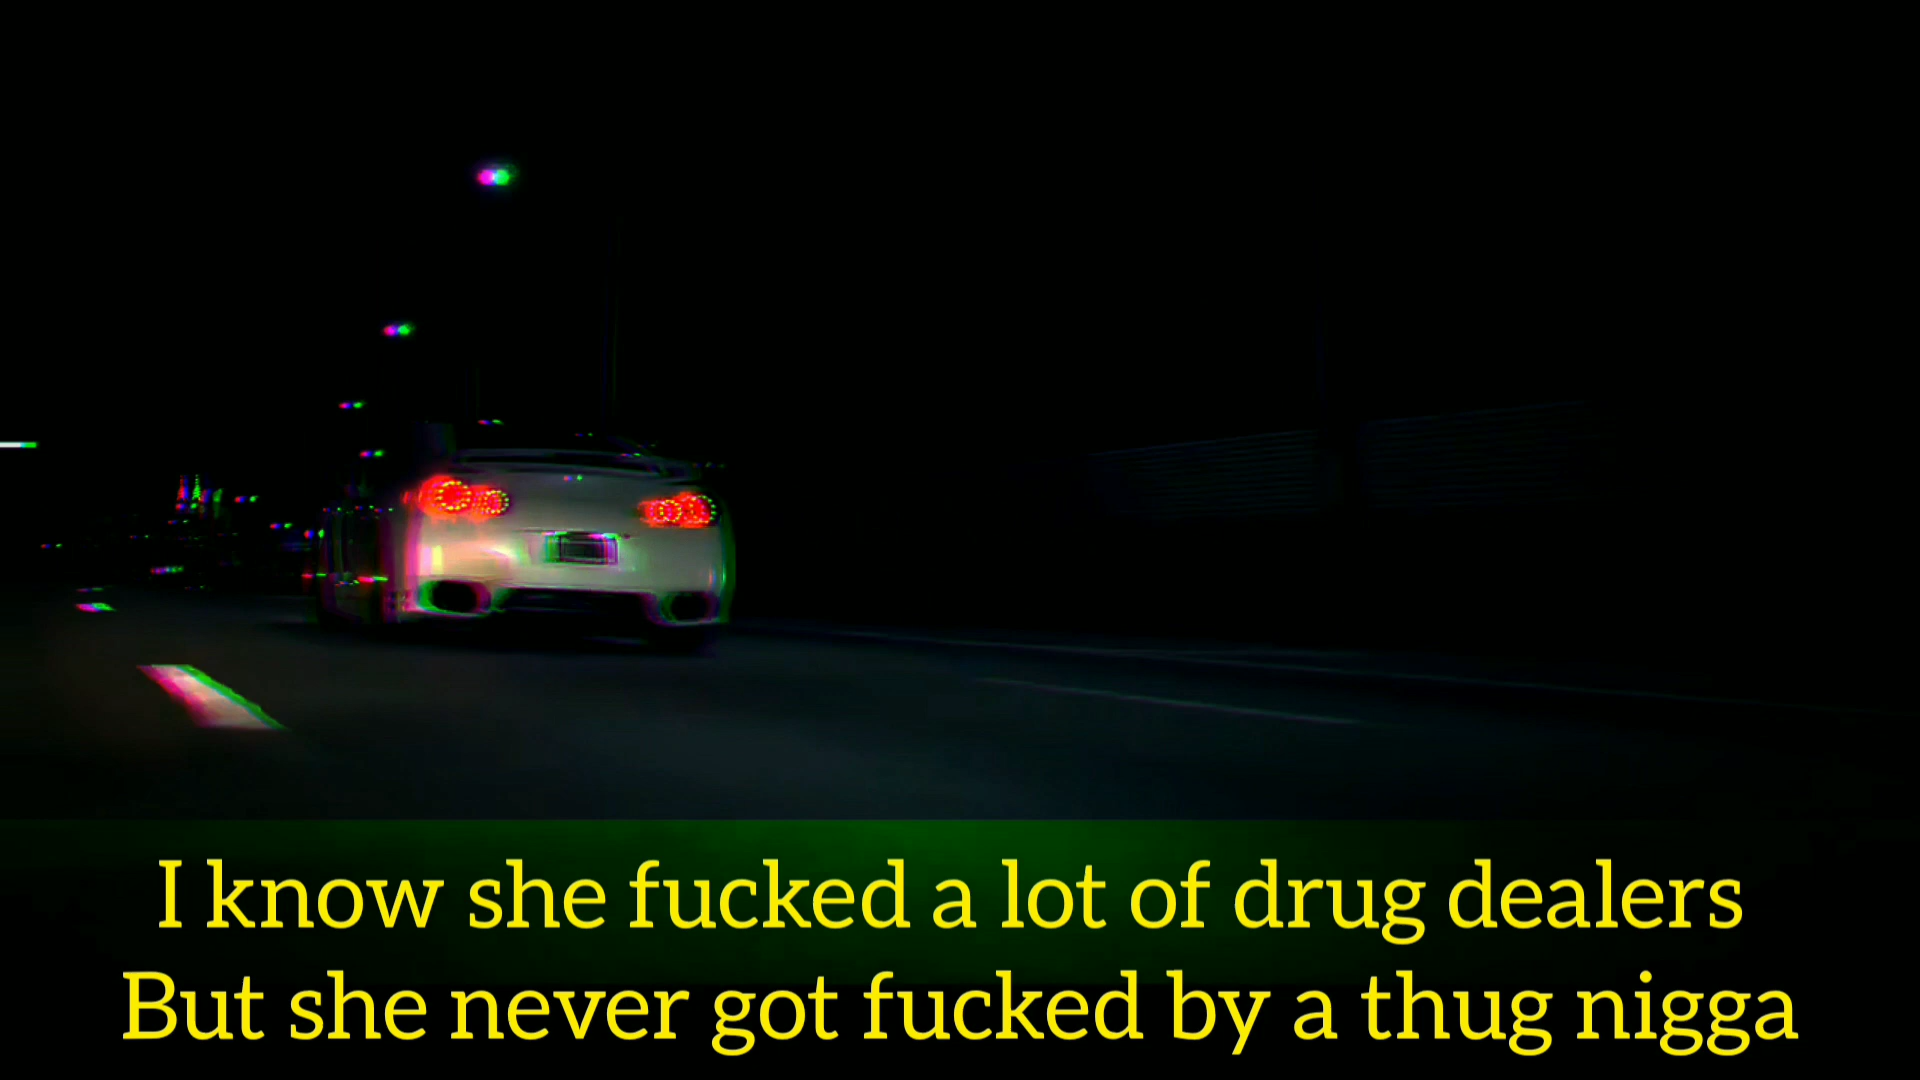 I know she fucked a lot of drug dealers
But she never got fucked by a thug nigga